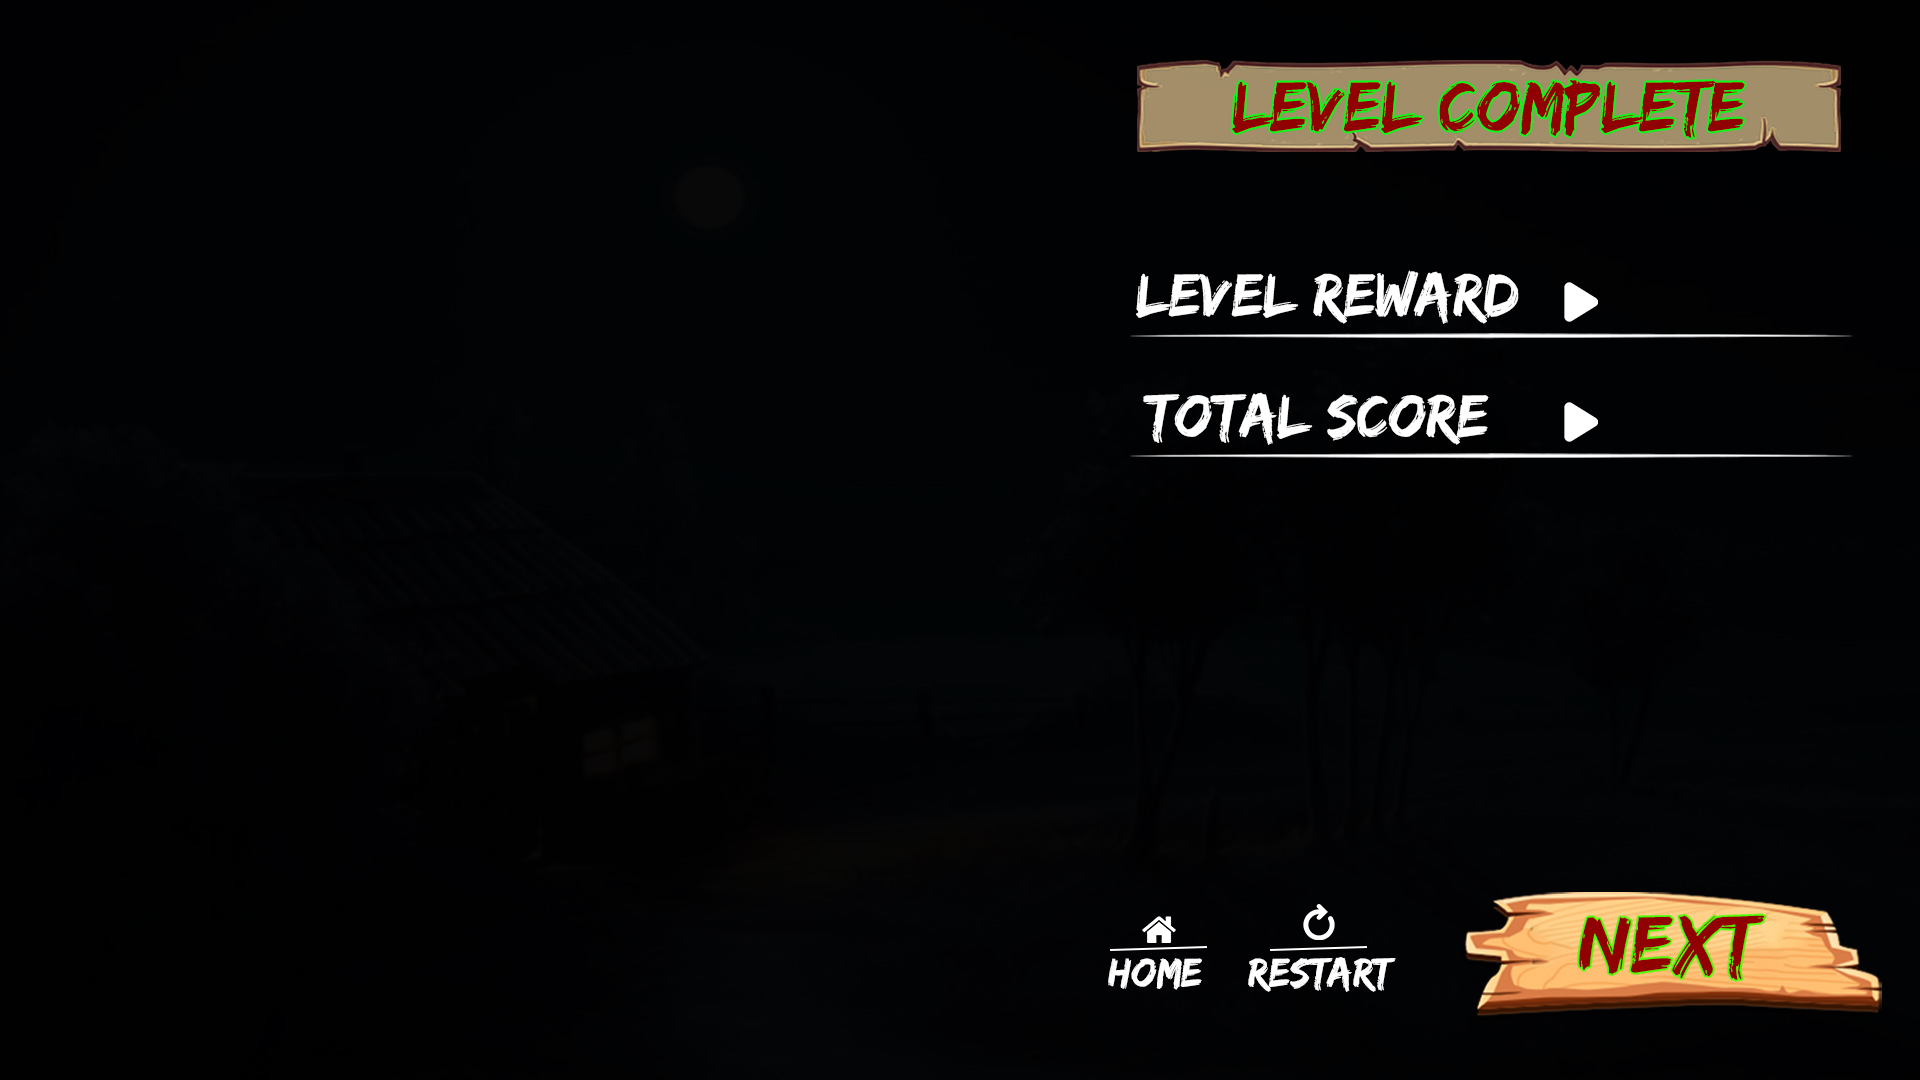 LEVEL COMPLETE
LEVEL REWARD
TOTAL SCORE
HOME
RESTART
NEXT